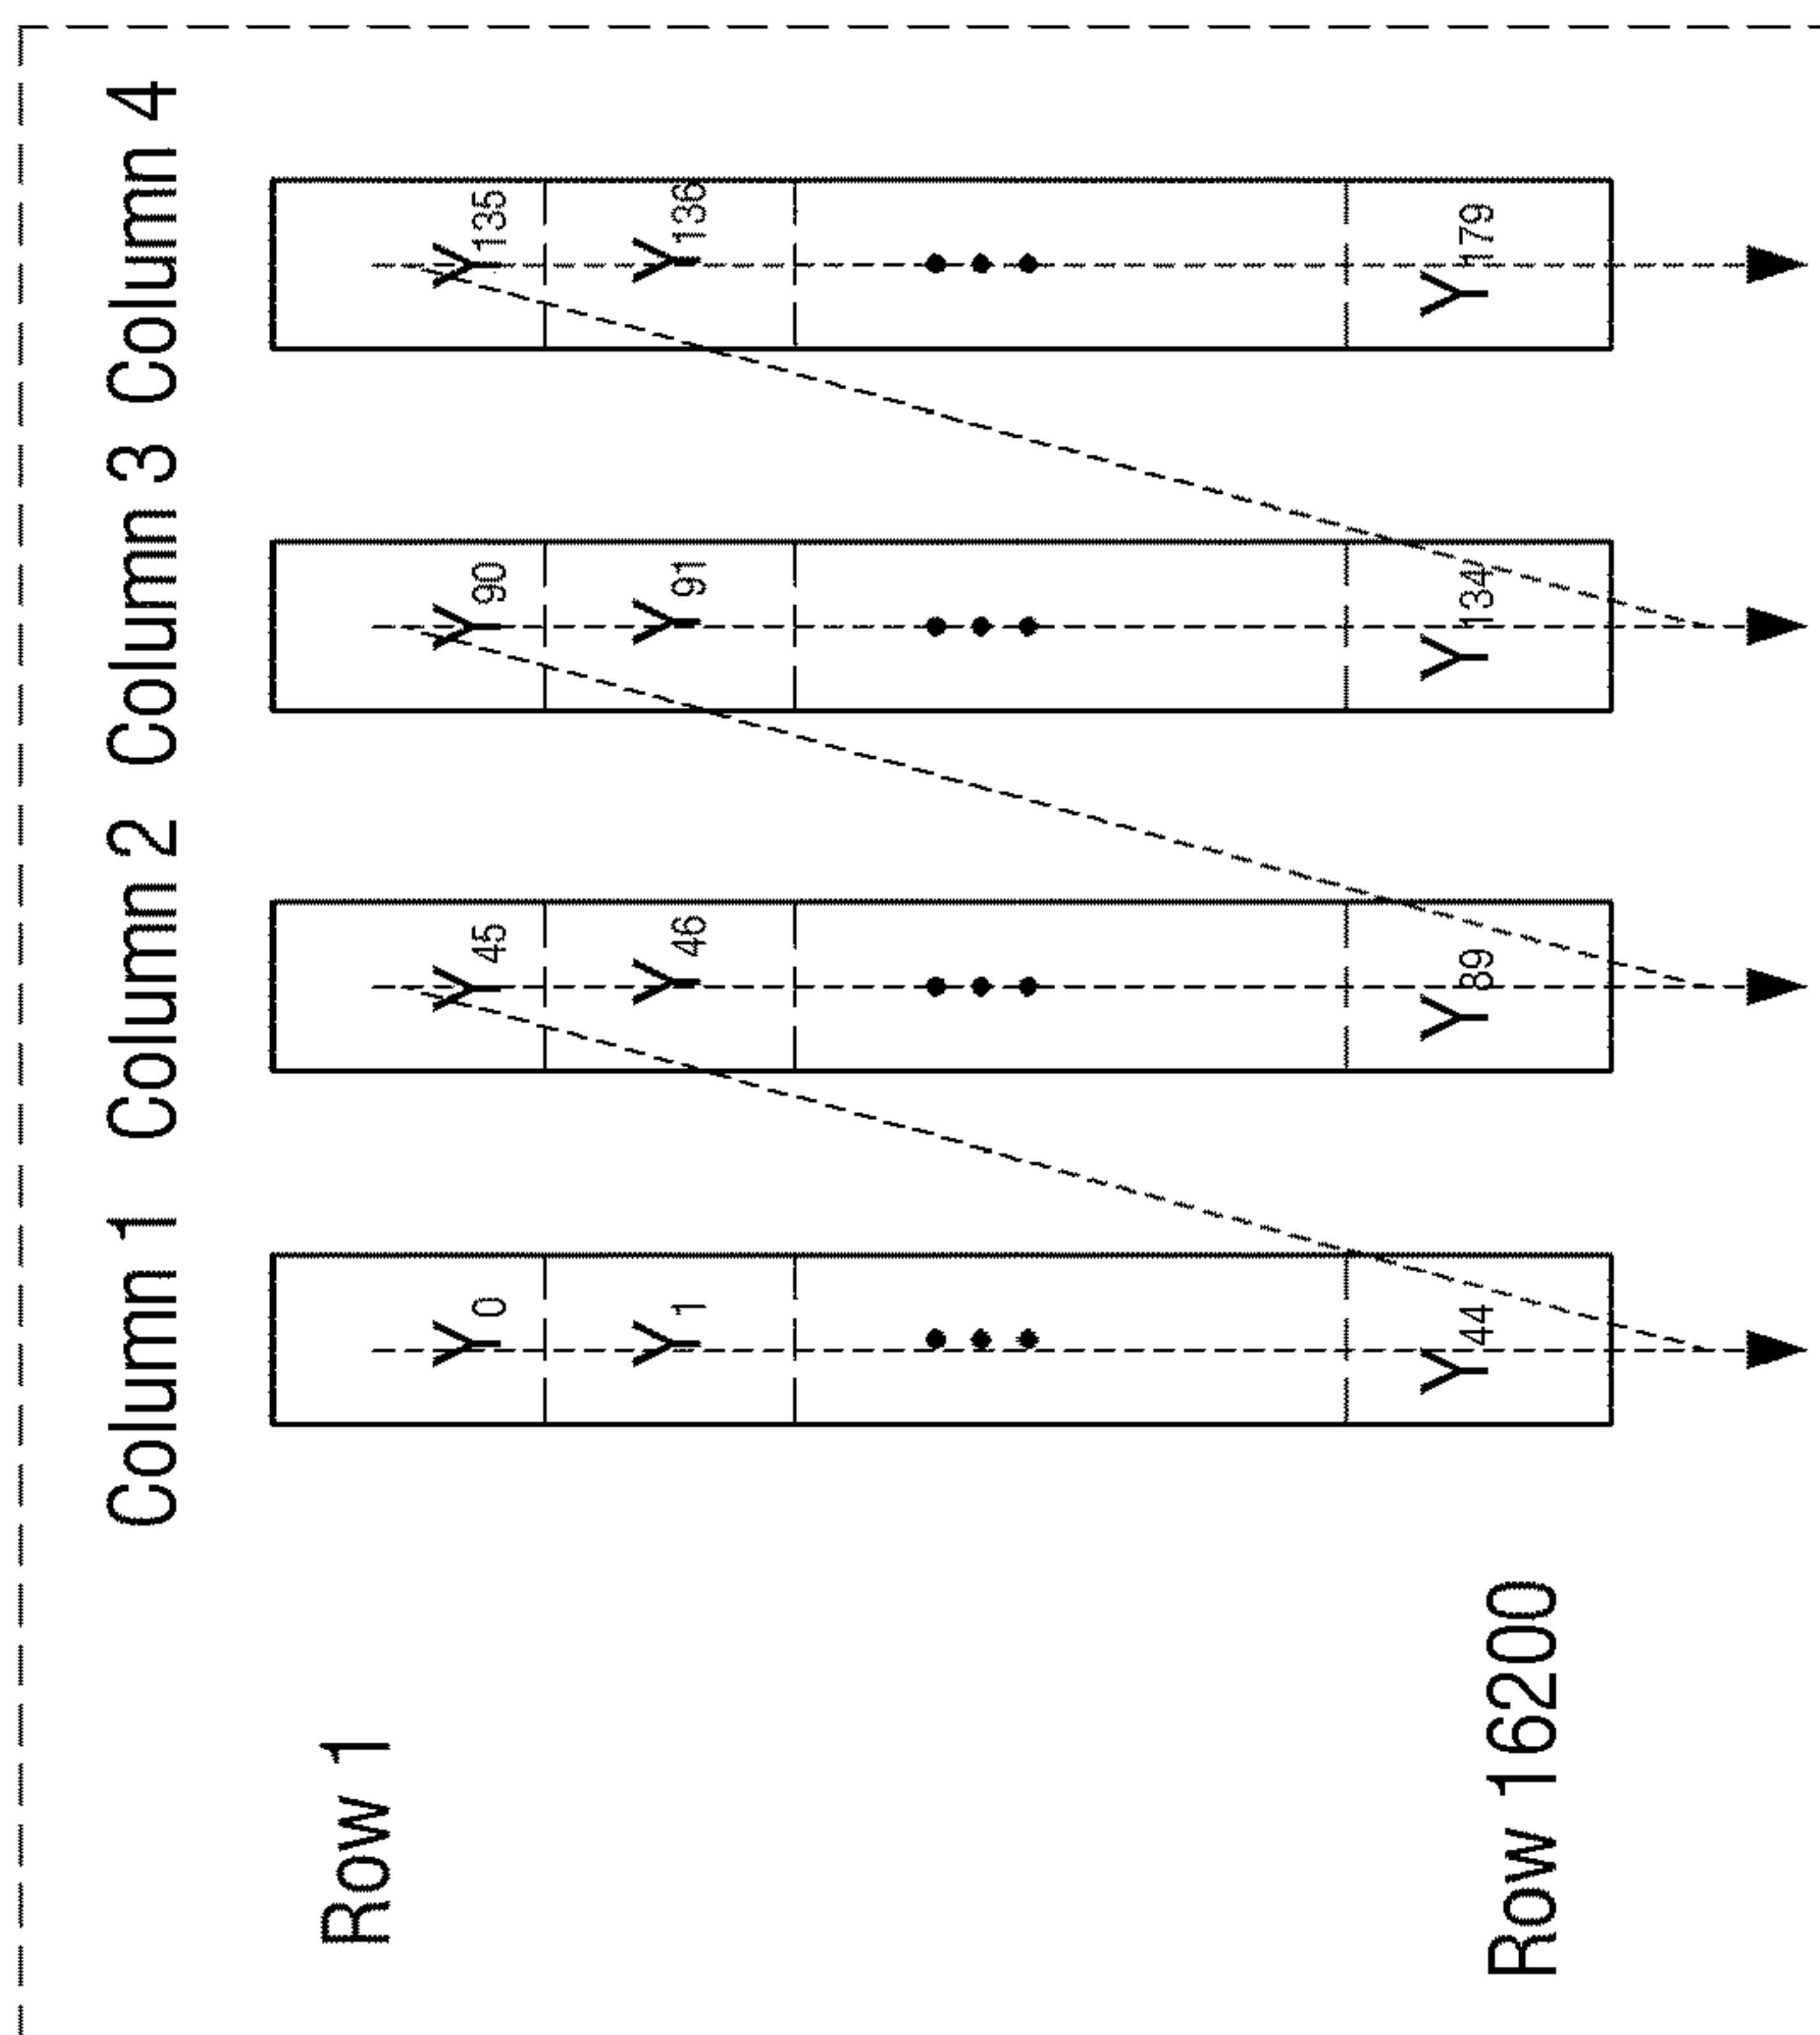 Column 1 Column 2 Column 3 Column 4
Row 1
Y0 Y45 Y90 Y135
Y1 Y46 Y91 Y136
Row 16200
Y44 Y89 Y134 Y179